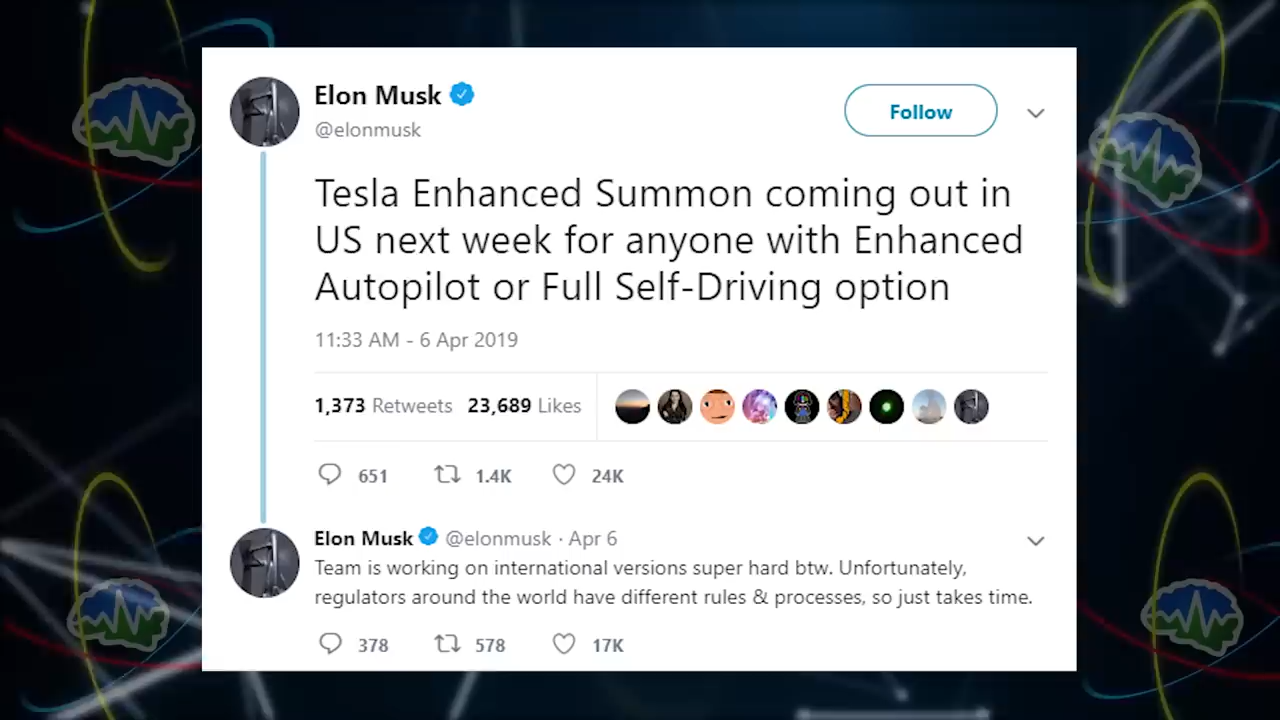 Elon Musk
@elonmusk
Follow
Tesla Enhanced Summon coming out in
US next week for anyone with Enhanced
Autopilot or Full Self-Driving option
11:33 AM - 6 Apr 2019
1,373 Retweets 23,689 Likes
651 1.4K 24K
Elon Musk @elonmusk · Apr 6
Team is working on international versions super hard btw. Unfortunately,
regulators around the world have different rules & processes, so just takes time.
378 578 17K